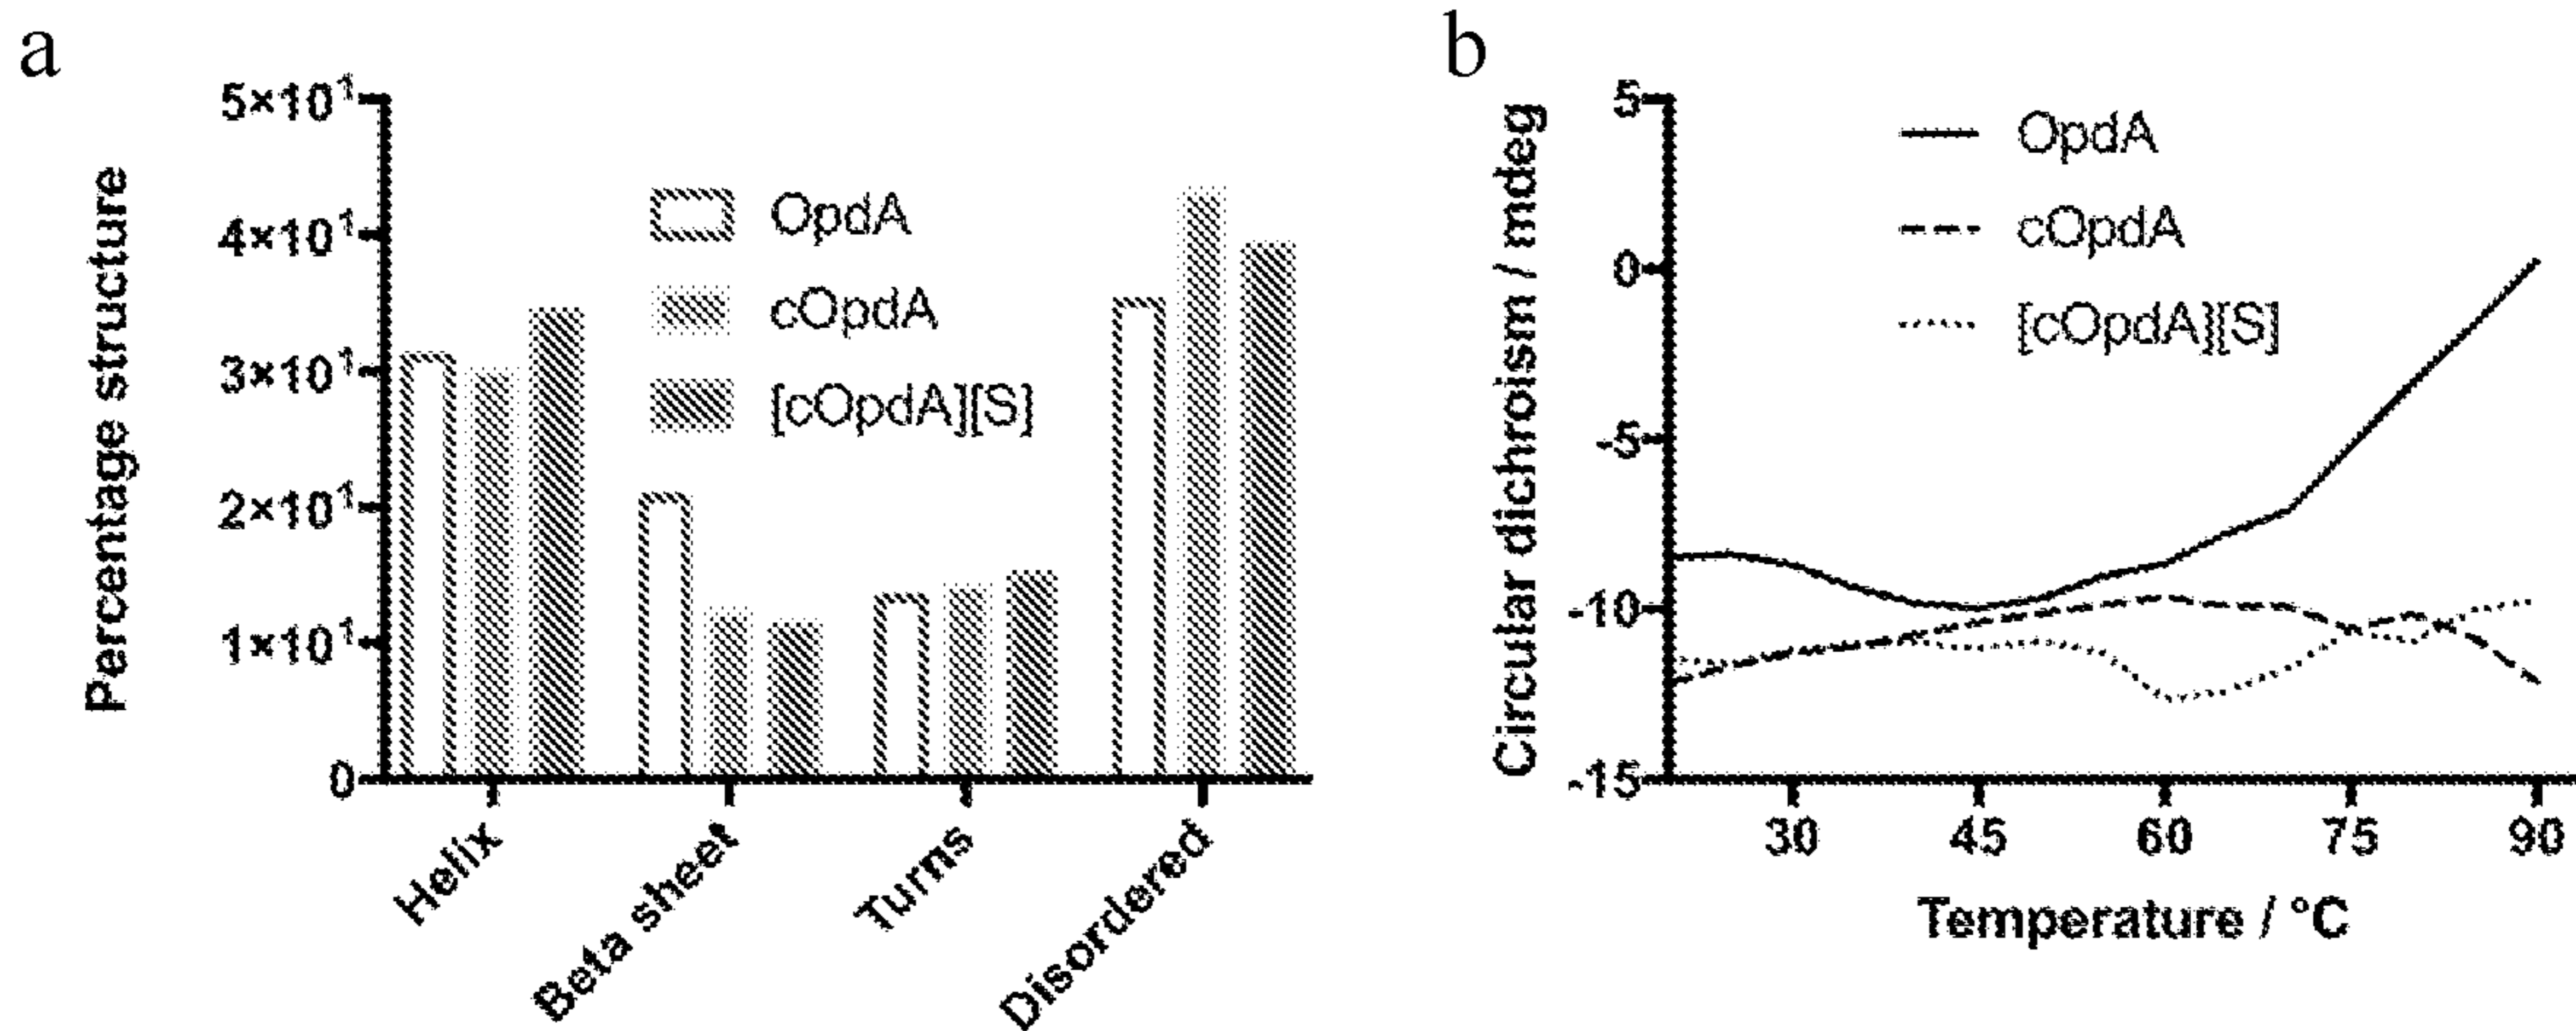 a
Percentage structure
5×10¹
4×10¹
3×10¹
2×10¹
1×10¹
0
OpdA
cOpdA
[cOpdA][S]
Helix
Beta sheet
Turns
Disordered
b
Circular dichroism / mdeg
5
0
-5
-10
-15
OpdA
cOpdA
[cOpdA][S]
30 45 60 75 90
Temperature / °C